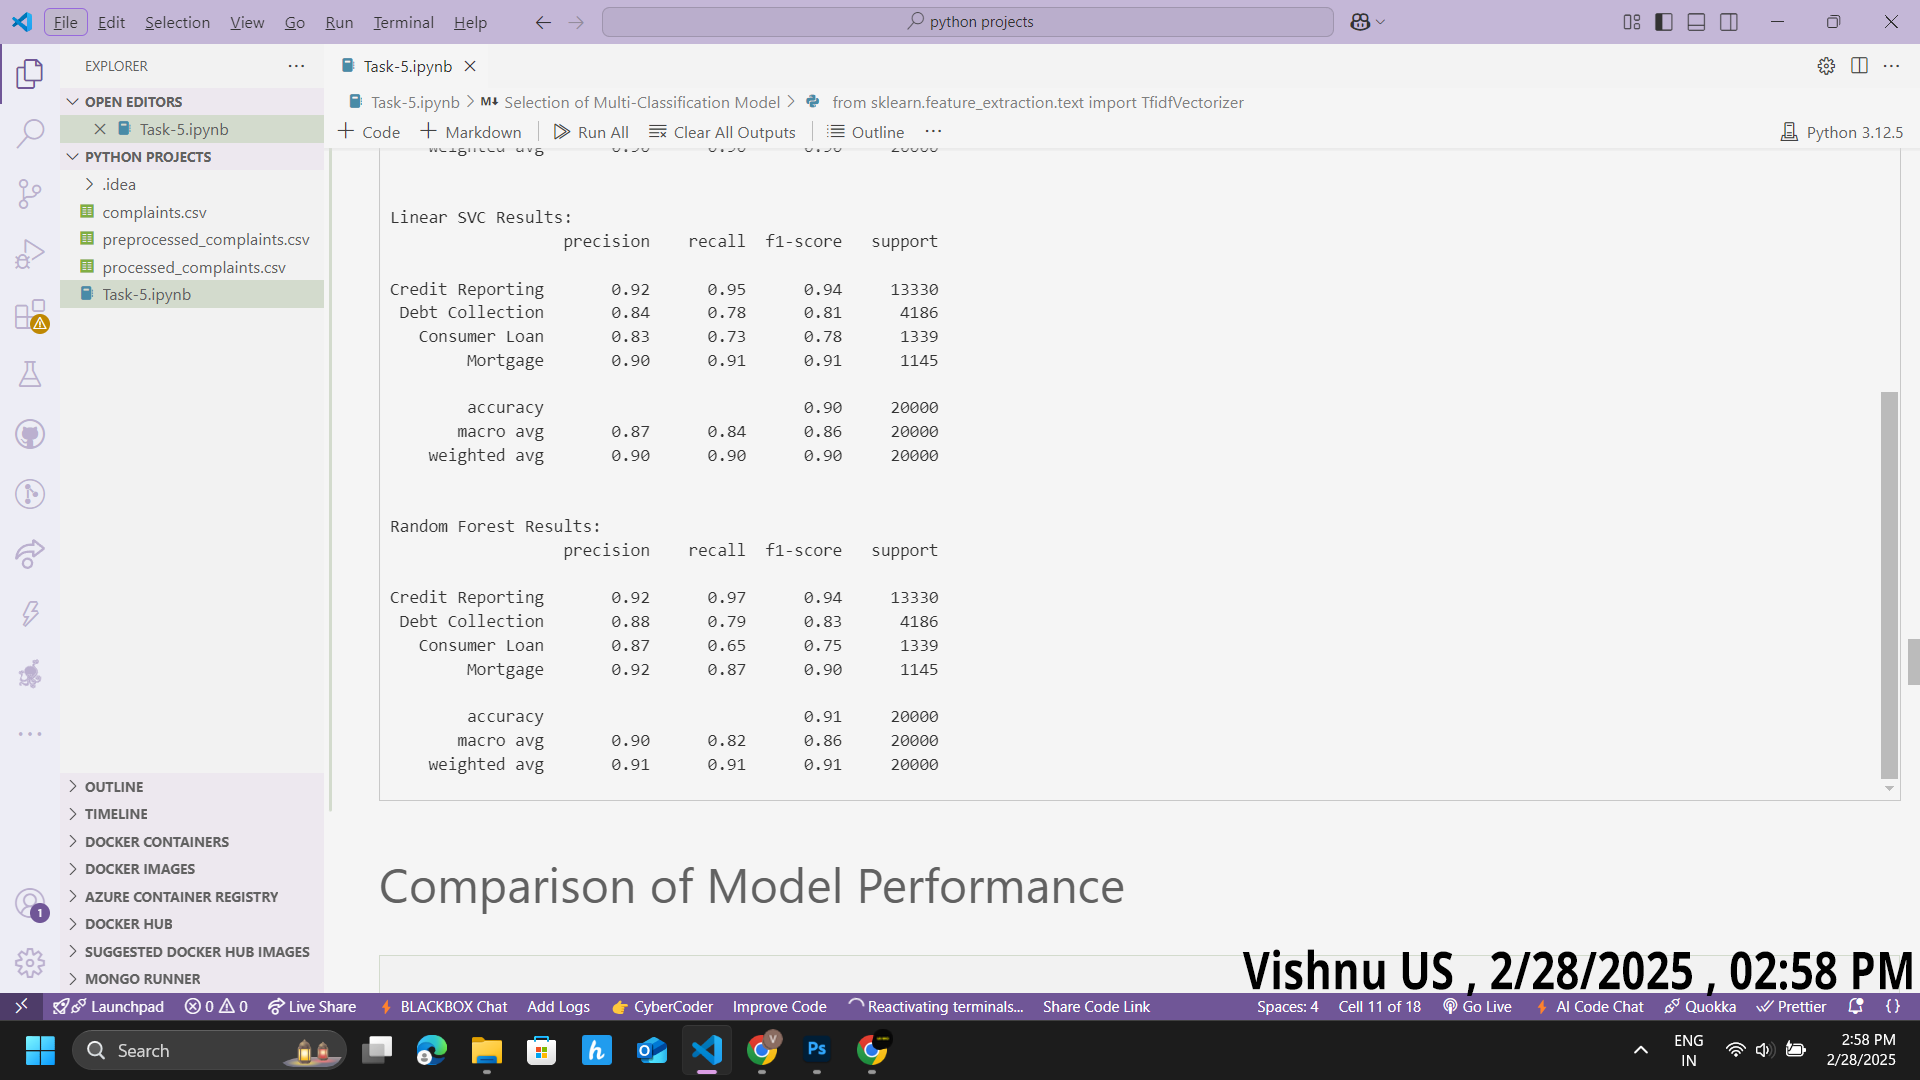 File Edit Selection View Go Run Terminal Help
python projects
EXPLORER
OPEN EDITORS
Task-5.ipynb
PYTHON PROJECTS
.idea
complaints.csv
preprocessed_complaints.csv
processed_complaints.csv
Task-5.ipynb
OUTLINE
TIMELINE
DOCKER CONTAINERS
DOCKER IMAGES
AZURE CONTAINER REGISTRY
DOCKER HUB
SUGGESTED DOCKER HUB IMAGES
MONGO RUNNER
1
Task-5.ipynb
Task-5.ipynb > M↓ Selection of Multi-Classification Model > from sklearn.feature_extraction.text import TfidfVectorizer
+ Code + Markdown Run All Clear All Outputs Outline ... Python 3.12.5
weighted avg 0.90 0.90 0.90 20000
Linear SVC Results:
precision recall f1-score support
Credit Reporting 0.92 0.95 0.94 13330
Debt Collection 0.84 0.78 0.81 4186
Consumer Loan 0.83 0.73 0.78 1339
Mortgage 0.90 0.91 0.91 1145
accuracy 0.90 20000
macro avg 0.87 0.84 0.86 20000
weighted avg 0.90 0.90 0.90 20000
Random Forest Results:
precision recall f1-score support
Credit Reporting 0.92 0.97 0.94 13330
Debt Collection 0.88 0.79 0.83 4186
Consumer Loan 0.87 0.65 0.75 1339
Mortgage 0.92 0.87 0.90 1145
accuracy 0.91 20000
macro avg 0.90 0.82 0.86 20000
weighted avg 0.91 0.91 0.91 20000
Comparison of Model Performance
Vishnu US , 2/28/2025 , 02:58 PM
Launchpad 0 0 Live Share BLACKBOX Chat Add Logs CyberCoder Improve Code Reactivating terminals... Share Code Link Spaces: 4 Cell 11 of 18 Go Live AI Code Chat Quokka Prettier {}
Search
V
h
Ps
ENG
IN
2:58 PM
2/28/2025